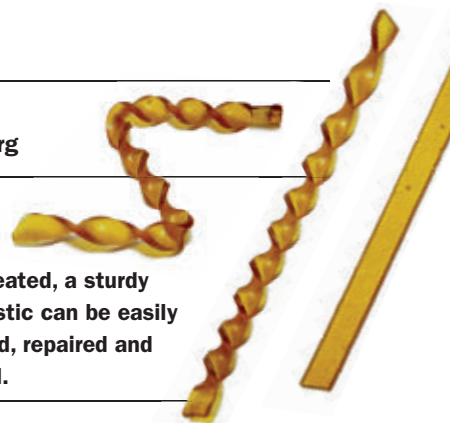 rg
eated, a sturdy
stic can be easily
d, repaired and